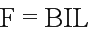 F = BIL